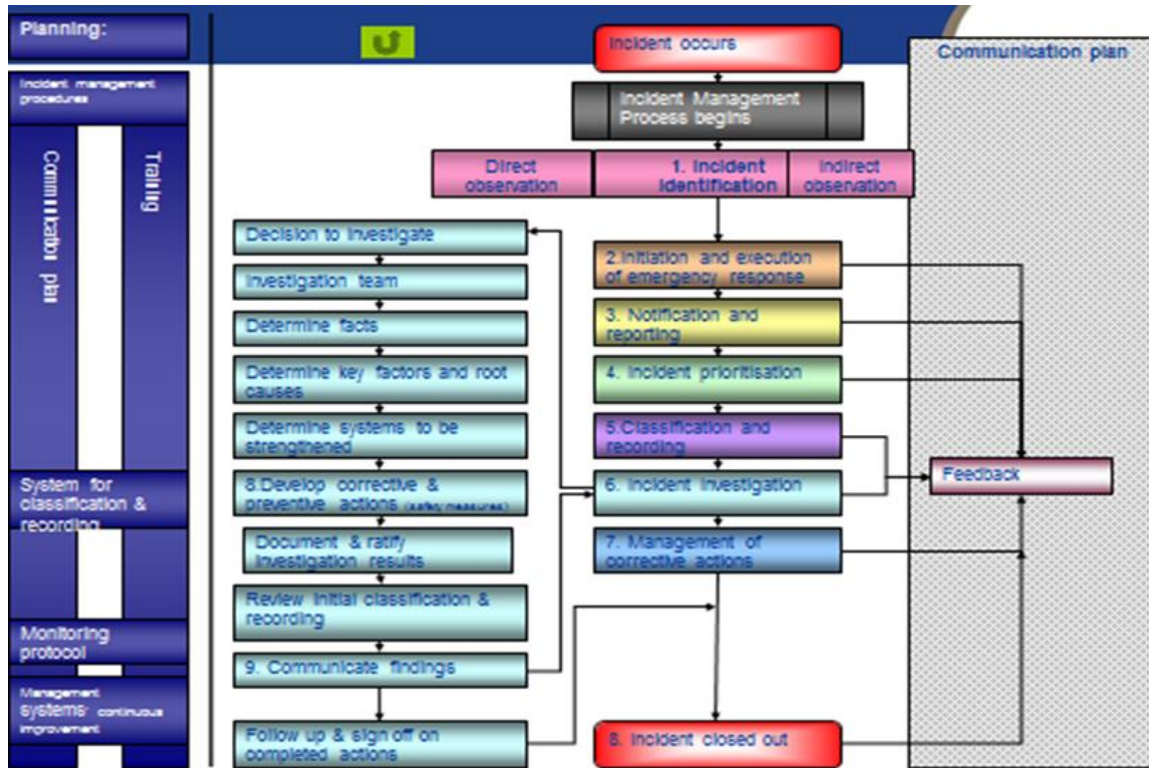 Planning:
Incident management
procedures
Communication plan
Training
System for
classification &
recording
Monitoring
protocol
Management
systems: continuous
improvement
Incident occurs
Incident Management
Process begins
Direct
observation
1. Incident
identification
Indirect
observation
2.Initiation and execution
of emergency response
3. Notification and
reporting
4. Incident prioritisation
5.Classification and
recording
6. Incident investigation
7. Management of
corrective actions
8. Incident closed out
Decision to investigate
Investigation team
Determine facts
Determine key factors and root
causes
Determine systems to be
strengthened
8.Develop corrective &
preventive actions (safety measures)
Document & ratify
investigation results
Review initial classification &
recording
9. Communicate findings
Follow up & sign off on
completed actions
Communication plan
Feedback